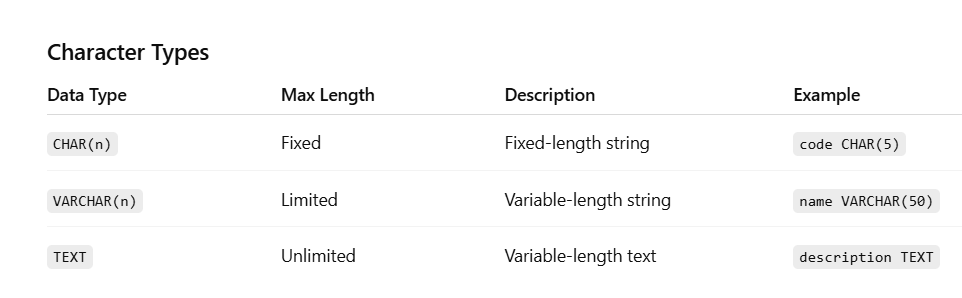 Character Types
Data Type Max Length Description Example
CHAR(n) Fixed Fixed-length string code CHAR(5)
VARCHAR(n) Limited Variable-length string name VARCHAR(50)
TEXT Unlimited Variable-length text description TEXT